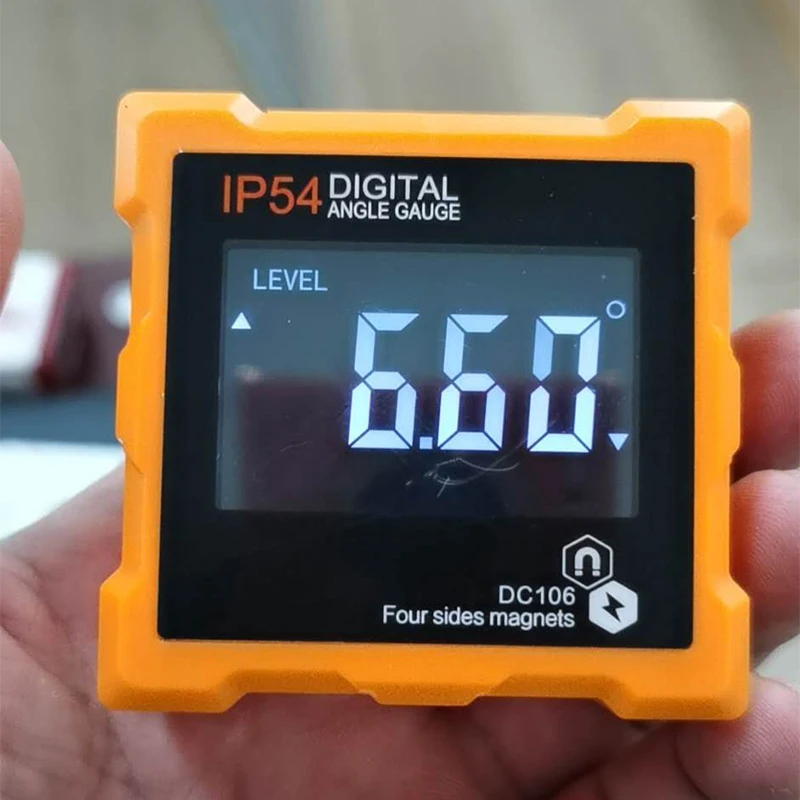 IP54 DIGITAL
ANGLE GAUGE
LEVEL
6.60°
DC106
Four sides magnets